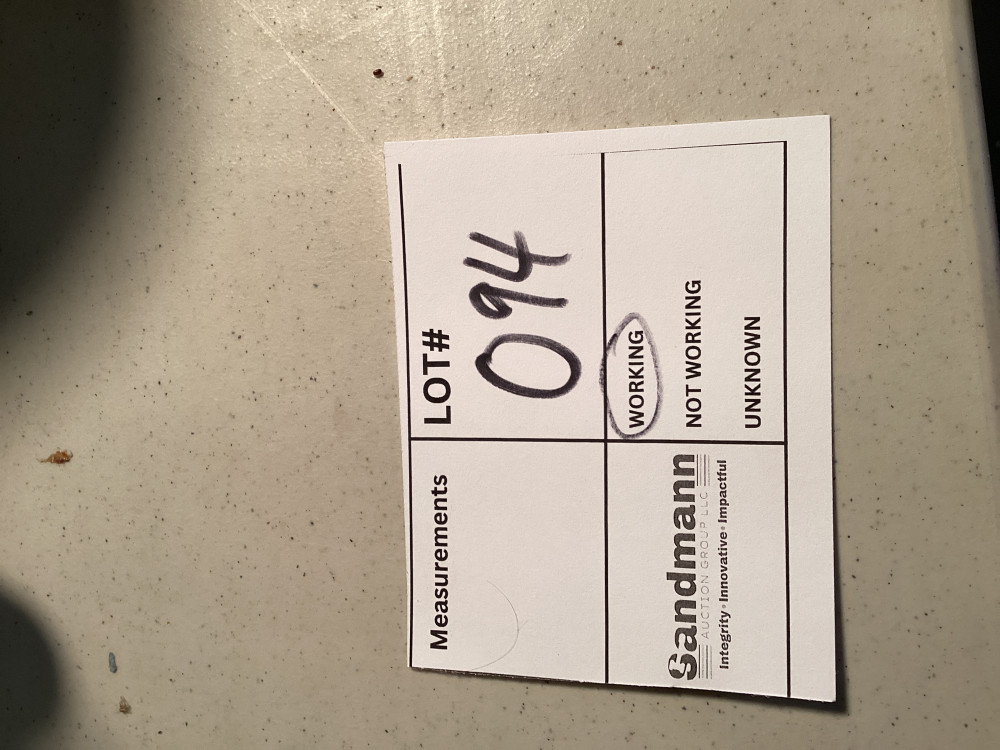 Measurements
LOT#
094
Sandmann
AUCTION GROUP LLC
Integrity • Innovative • Impactful
WORKING
NOT WORKING
UNKNOWN